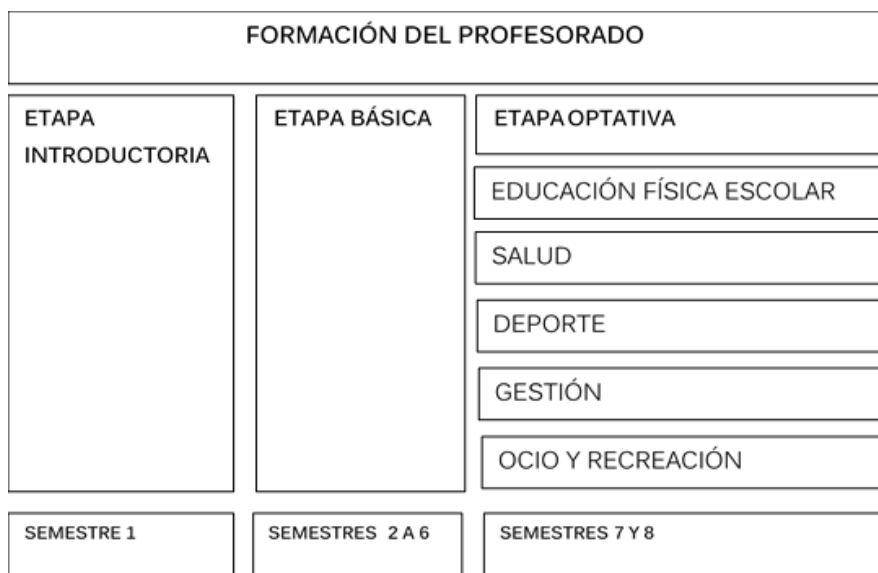 FORMACIÓN DEL PROFESORADO
ETAPA
INTRODUCTORIA
ETAPA BÁSICA
ETAPA OPTATIVA
EDUCACIÓN FÍSICA ESCOLAR
SALUD
DEPORTE
GESTIÓN
OCIO Y RECREACIÓN
SEMESTRE 1
SEMESTRES 2 A 6
SEMESTRES 7 Y 8